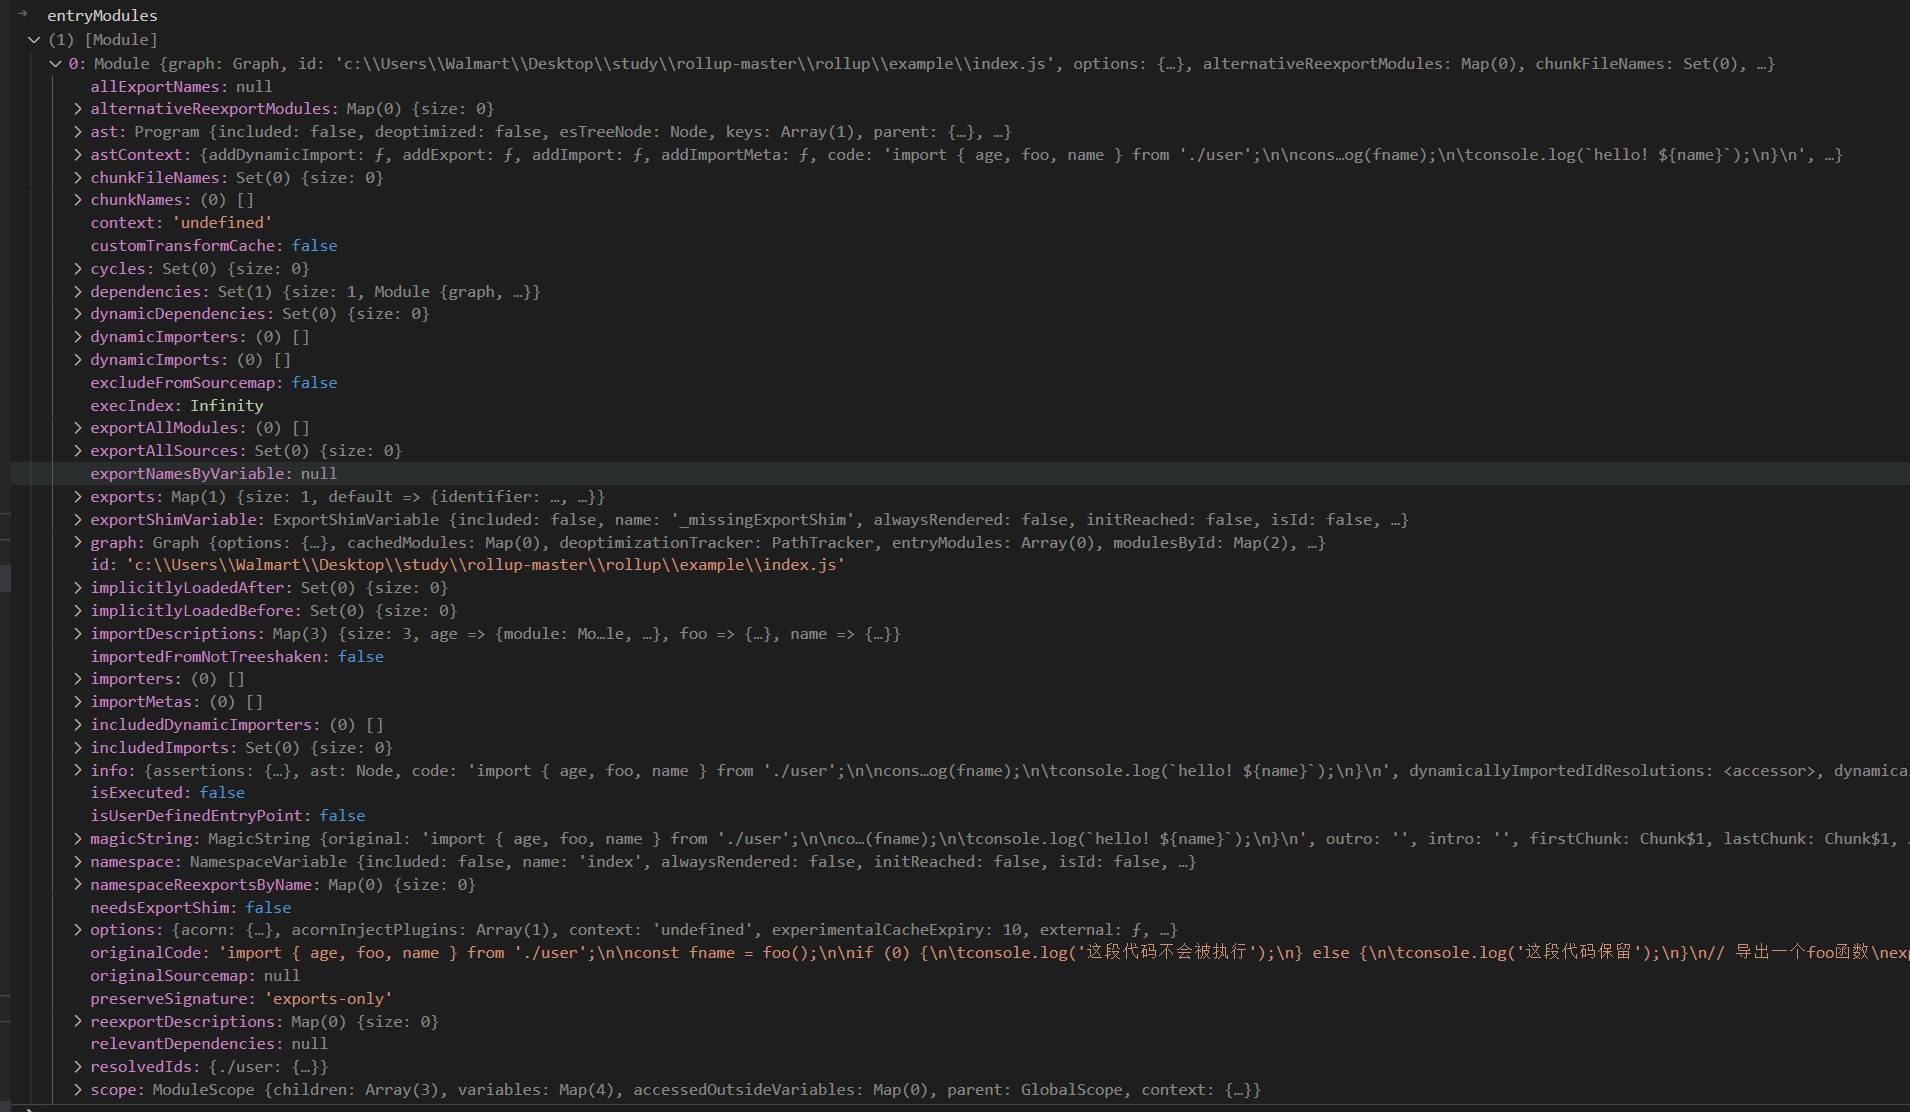 entryModules
(1) [Module]
0: Module {graph: Graph, id: 'c:\\Users\\Walmart\\Desktop\\study\\rollup-master\\rollup\\example\\index.js', options: {…}, alternativeReexportModules: Map(0), chunkFileNames: Set(0), …}
allExportNames: null
alternativeReexportModules: Map(0) {size: 0}
ast: Program {included: false, deoptimized: false, esTreeNode: Node, keys: Array(1), parent: {…}, …}
astContext: {addDynamicImport: ƒ, addExport: ƒ, addImport: ƒ, addImportMeta: ƒ, code: 'import { age, foo, name } from './user';\n\ncons…og(fname);\n\tconsole.log(`hello! ${name}`);\n}\n', …}
chunkFileNames: Set(0) {size: 0}
chunkNames: (0) []
context: 'undefined'
customTransformCache: false
cycles: Set(0) {size: 0}
dependencies: Set(1) {size: 1, Module {graph, …}}
dynamicDependencies: Set(0) {size: 0}
dynamicImporters: (0) []
dynamicImports: (0) []
excludeFromSourcemap: false
execIndex: Infinity
exportAllModules: (0) []
exportAllSources: Set(0) {size: 0}
exportNamesByVariable: null
exports: Map(1) {size: 1, default => {identifier: …, …}}
exportShimVariable: ExportShimVariable {included: false, name: '_missingExportShim', alwaysRendered: false, initReached: false, isId: false, …}
graph: Graph {options: {…}, cachedModules: Map(0), deoptimizationTracker: PathTracker, entryModules: Array(0), modulesById: Map(2), …}
id: 'c:\\Users\\Walmart\\Desktop\\study\\rollup-master\\rollup\\example\\index.js'
implicitlyLoadedAfter: Set(0) {size: 0}
implicitlyLoadedBefore: Set(0) {size: 0}
importDescriptions: Map(3) {size: 3, age => {module: Mo…le, …}, foo => {…}, name => {…}}
importedFromNotTreeshaken: false
importers: (0) []
importMetas: (0) []
includedDynamicImporters: (0) []
includedImports: Set(0) {size: 0}
info: {assertions: {…}, ast: Node, code: 'import { age, foo, name } from './user';\n\ncons…og(fname);\n\tconsole.log(`hello! ${name}`);\n}\n', dynamicallyImportedIdResolutions: <accessor>, dynamica
isExecuted: false
isUserDefinedEntryPoint: false
magicString: MagicString {original: 'import { age, foo, name } from './user';\n\nco…(fname);\n\tconsole.log(`hello! ${name}`);\n}\n', outro: '', intro: '', firstChunk: Chunk$1, lastChunk: Chunk$1, .
namespace: NamespaceVariable {included: false, name: 'index', alwaysRendered: false, initReached: false, isId: false, …}
namespaceReexportsByName: Map(0) {size: 0}
needsExportShim: false
options: {acorn: {…}, acornInjectPlugins: Array(1), context: 'undefined', experimentalCacheExpiry: 10, external: ƒ, …}
originalCode: 'import { age, foo, name } from './user';\n\nconst fname = foo();\n\nif (0) {\n\tconsole.log('这段代码不会被执行');\n} else {\n\tconsole.log('这段代码保留');\n}\n// 导出一个foo函数\nexp
originalSourcemap: null
preserveSignature: 'exports-only'
reexportDescriptions: Map(0) {size: 0}
relevantDependencies: null
resolvedIds: {./user: {…}}
scope: ModuleScope {children: Array(3), variables: Map(4), accessedOutsideVariables: Map(0), parent: GlobalScope, context: {…}}